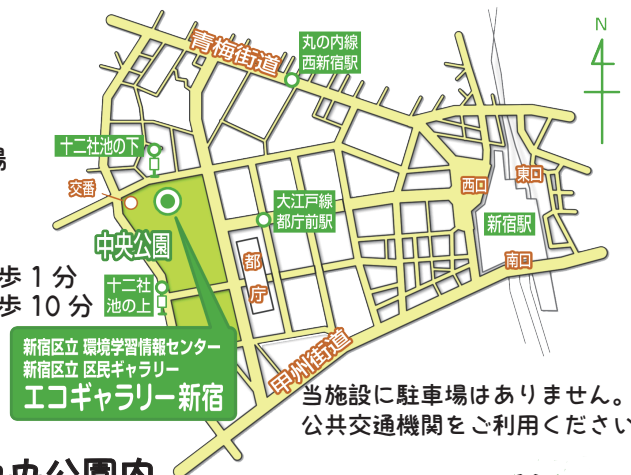 N
青梅街道
丸の内線
西新宿駅
十二社池の下
場
交番
西口
東口
大江戸線
都庁前駅
新宿駅
中央公園
都
庁
南口
歩 1 分
歩 10 分
十二社
池の上
新宿区立 環境学習情報センター
新宿区立 区民ギャラリー
エコギャラリー新宿
甲州街道
当施設に駐車場はありません。
公共交通機関をご利用ください
中央公園内